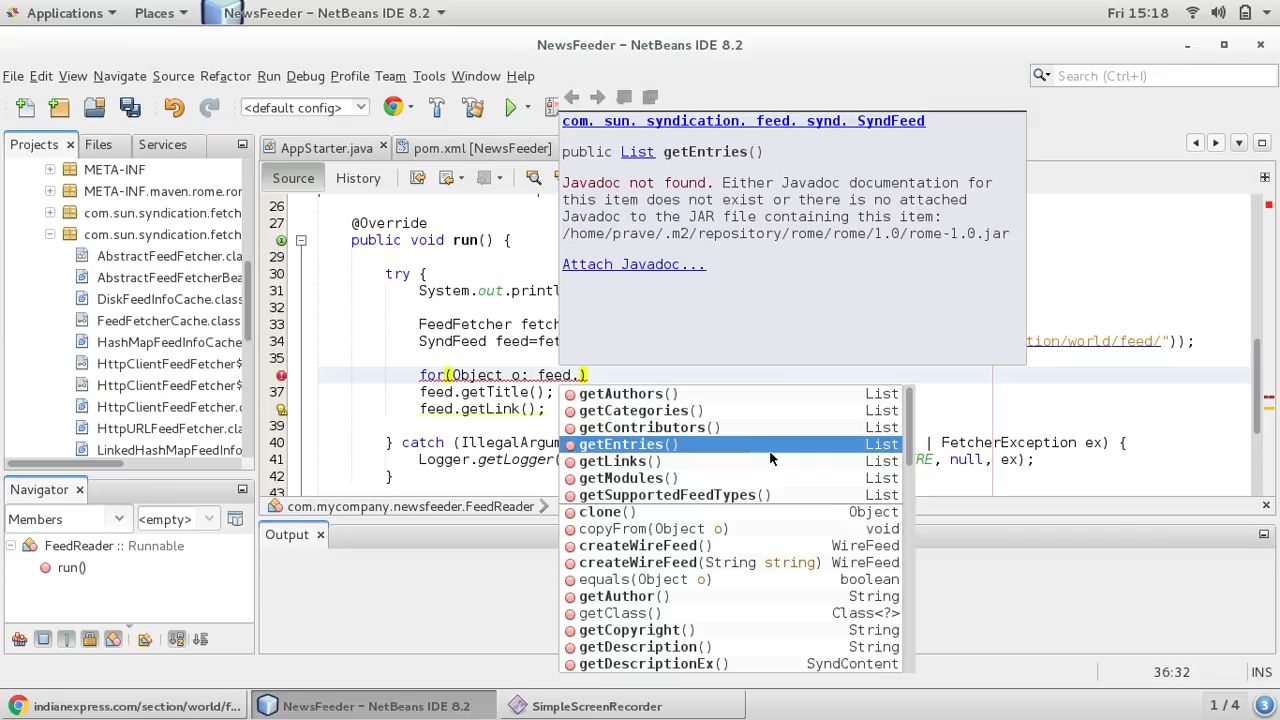 Applications Places NewsFeeder – NetBeans IDE 8.2 Fri 15:18
NewsFeeder – NetBeans IDE 8.2
File Edit View Navigate Source Refactor Run Debug Profile Team Tools Window Help Search (Ctrl+I)
<default config>
Projects Files Services
META-INF
META-INF.maven.rome.ror
com.sun.syndication.fetch
com.sun.syndication.fetch
AbstractFeedFetcher.cla
AbstractFeedFetcherBea
DiskFeedInfoCache.class
FeedFetcherCache.class
HashMapFeedInfoCache
HttpClientFeedFetcher$
HttpClientFeedFetcher.c
HttpURLFeedFetcher.cl
LinkedHashMapFeedInfo
Navigator
Members <empty>
FeedReader :: Runnable
run()
AppStarter.java pom.xml [NewsFeeder]
Source History
26
27 @Override
public void run() {
29
30 try {
31 System.out.printl
32
33 FeedFetcher fetch
34 SyndFeed feed=fet tion/world/feed/"));
35
for(Object o: feed.)
37 feed.getTitle();
feed.getLink();
39
40 } catch (IllegalArgum | FetcherException ex) {
41 Logger.getLogger( RE, null, ex);
42 }
43
com.mycompany.newsfeeder.FeedReader
Output
com. sun. syndication. feed. synd. SyndFeed
public List getEntries()
Javadoc not found. Either Javadoc documentation for
this item does not exist or there is no attached
Javadoc to the JAR file containing this item:
/home/prave/.m2/repository/rome/rome/1.0/rome-1.0.jar
Attach Javadoc...
getAuthors() List
getCategories() List
getContributors() List
getEntries() List
getLinks() List
getModules() List
getSupportedFeedTypes() List
clone() Object
copyFrom(Object o) void
createWireFeed() WireFeed
createWireFeed(String string) WireFeed
equals(Object o) boolean
getAuthor() String
getClass() Class<?>
getCopyright() String
getDescription() String
getDescriptionEx() SyndContent
36:32 INS
indianexpress.com/section/world/f... NewsFeeder – NetBeans IDE 8.2 SimpleScreenRecorder 1 / 4 3